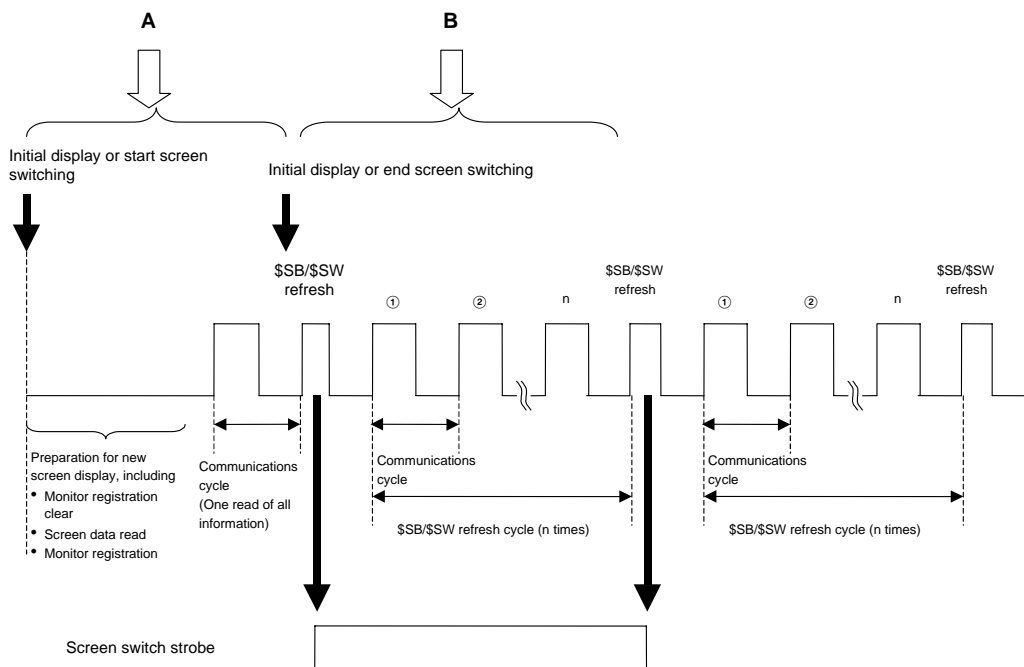 A
B
Initial display or start screen
switching
Initial display or end screen switching
$SB/$SW
refresh
①
②
n
$SB/$SW
refresh
①
②
n
$SB/$SW
refresh
Preparation for new
screen display, including
• Monitor registration
clear
• Screen data read
• Monitor registration
Communications
cycle
(One read of all
information)
Communications
cycle
$SB/$SW refresh cycle (n times)
Communications
cycle
$SB/$SW refresh cycle (n times)
Screen switch strobe